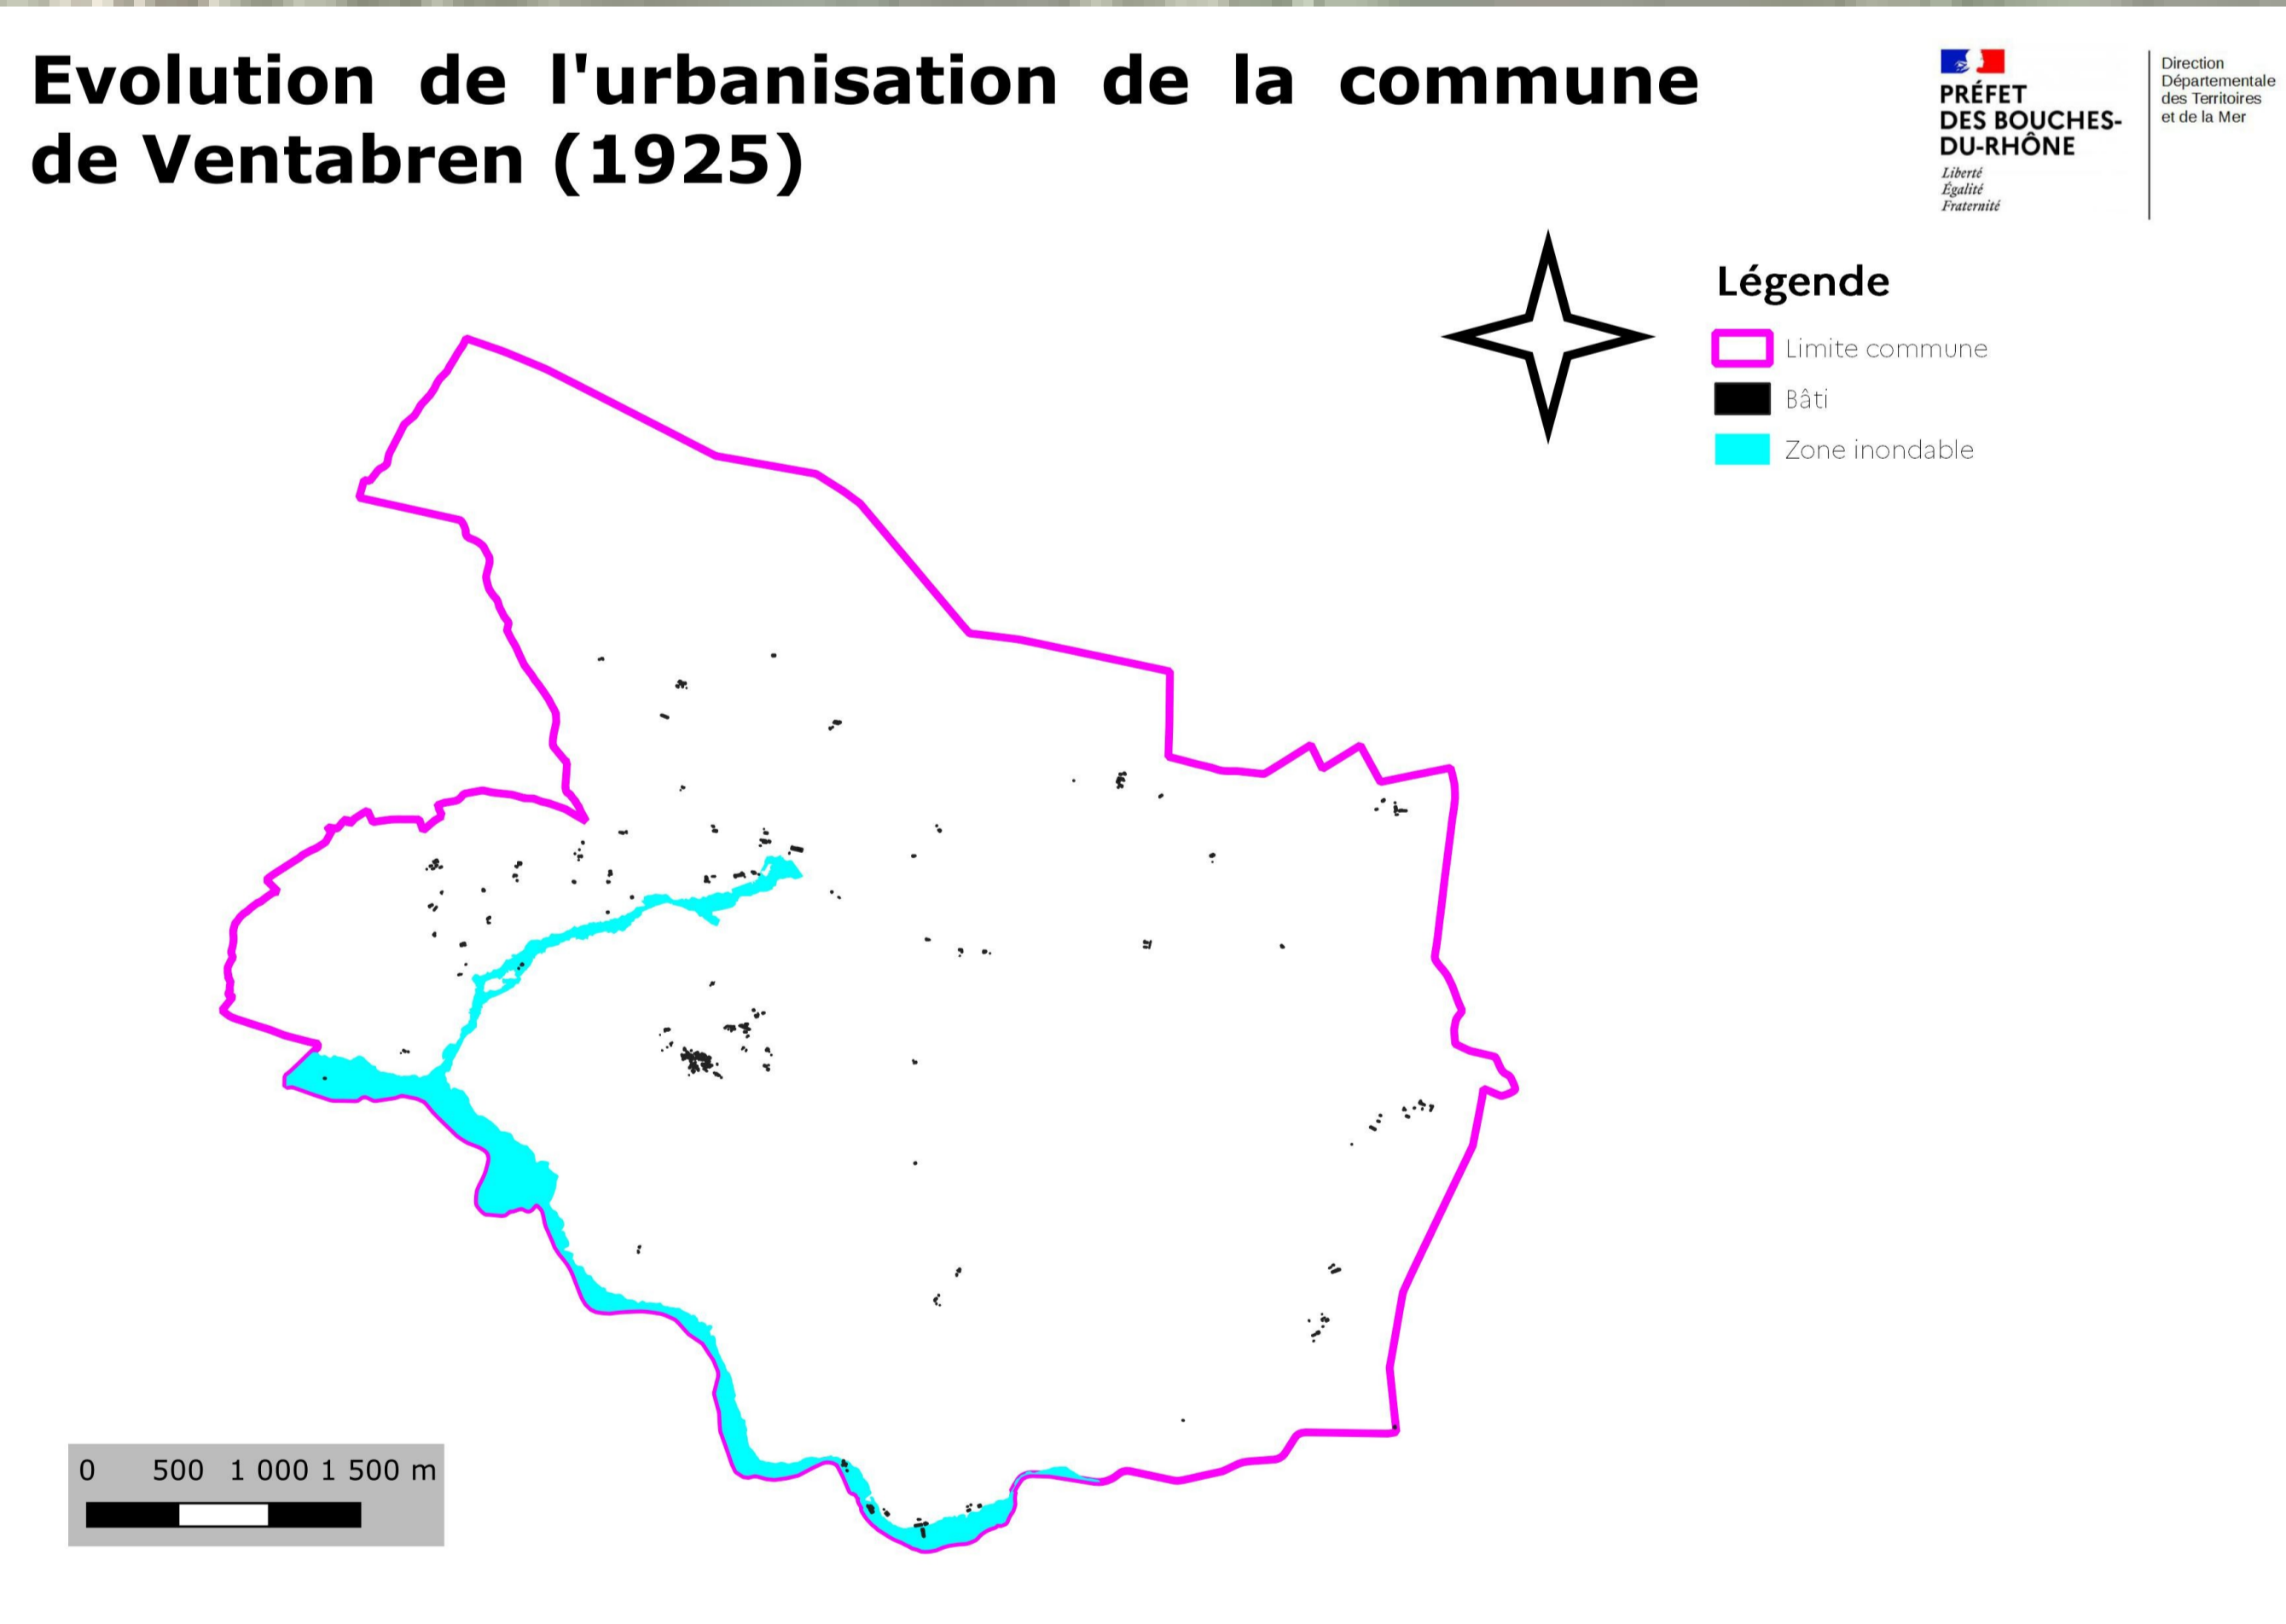 Evolution de l'urbanisation de la commune
de Ventabren (1925)
PRÉFET
DES BOUCHES-
DU-RHÔNE
Liberté
Égalité
Fraternité
Direction
Départementale
des Territoires
et de la Mer
Légende
Limite commune
Bâti
Zone inondable
0 500 1 000 1 500 m